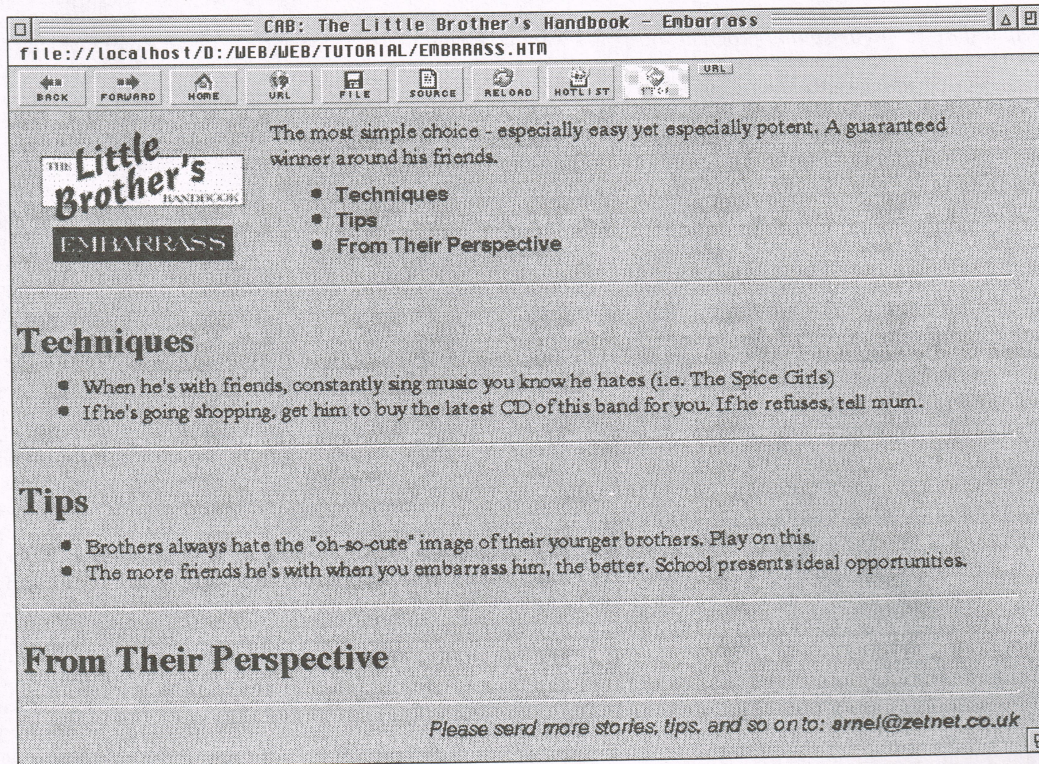 CAB: The Little Brother's Handbook - Embarrass
file://localhost/D:/WEB/WEB/TUTORIAL/EMBRRASS.HTM
BACK FORWARD HOME URL FILE SOURCE RELOAD HOTLIST URL
THE Little Brother's HANDBOOK
EMBARRASS
The most simple choice - especially easy yet especially potent. A guaranteed
winner around his friends.
Techniques
Tips
From Their Perspective
Techniques
When he's with friends, constantly sing music you know he hates (i.e. The Spice Girls)
If he's going shopping, get him to buy the latest CD of this band for you. If he refuses, tell mum.
Tips
Brothers always hate the "oh-so-cute" image of their younger brothers. Play on this.
The more friends he's with when you embarrass him, the better. School presents ideal opportunities.
From Their Perspective
Please send more stories, tips, and so on to: arnel@zetnet.co.uk